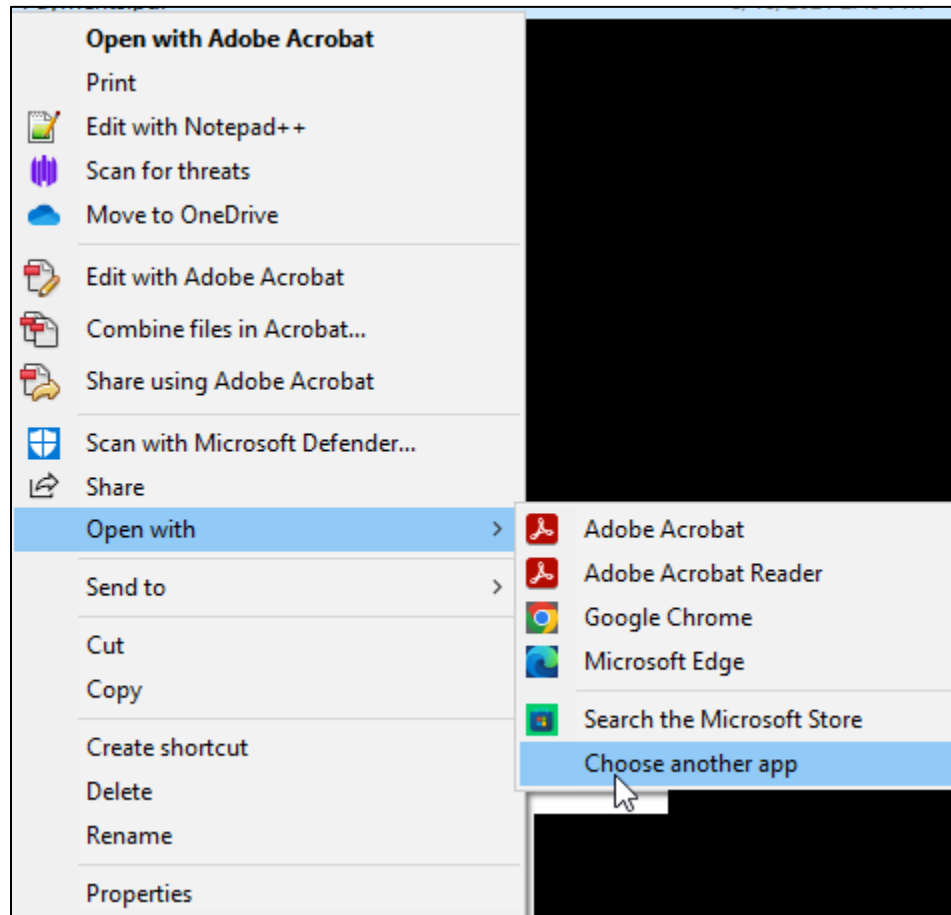 Open with Adobe Acrobat
Print
Edit with Notepad++
Scan for threats
Move to OneDrive
Edit with Adobe Acrobat
Combine files in Acrobat...
Share using Adobe Acrobat
Scan with Microsoft Defender...
Share
Open with
Send to
Cut
Copy
Create shortcut
Delete
Rename
Properties
Adobe Acrobat
Adobe Acrobat Reader
Google Chrome
Microsoft Edge
Search the Microsoft Store
Choose another app